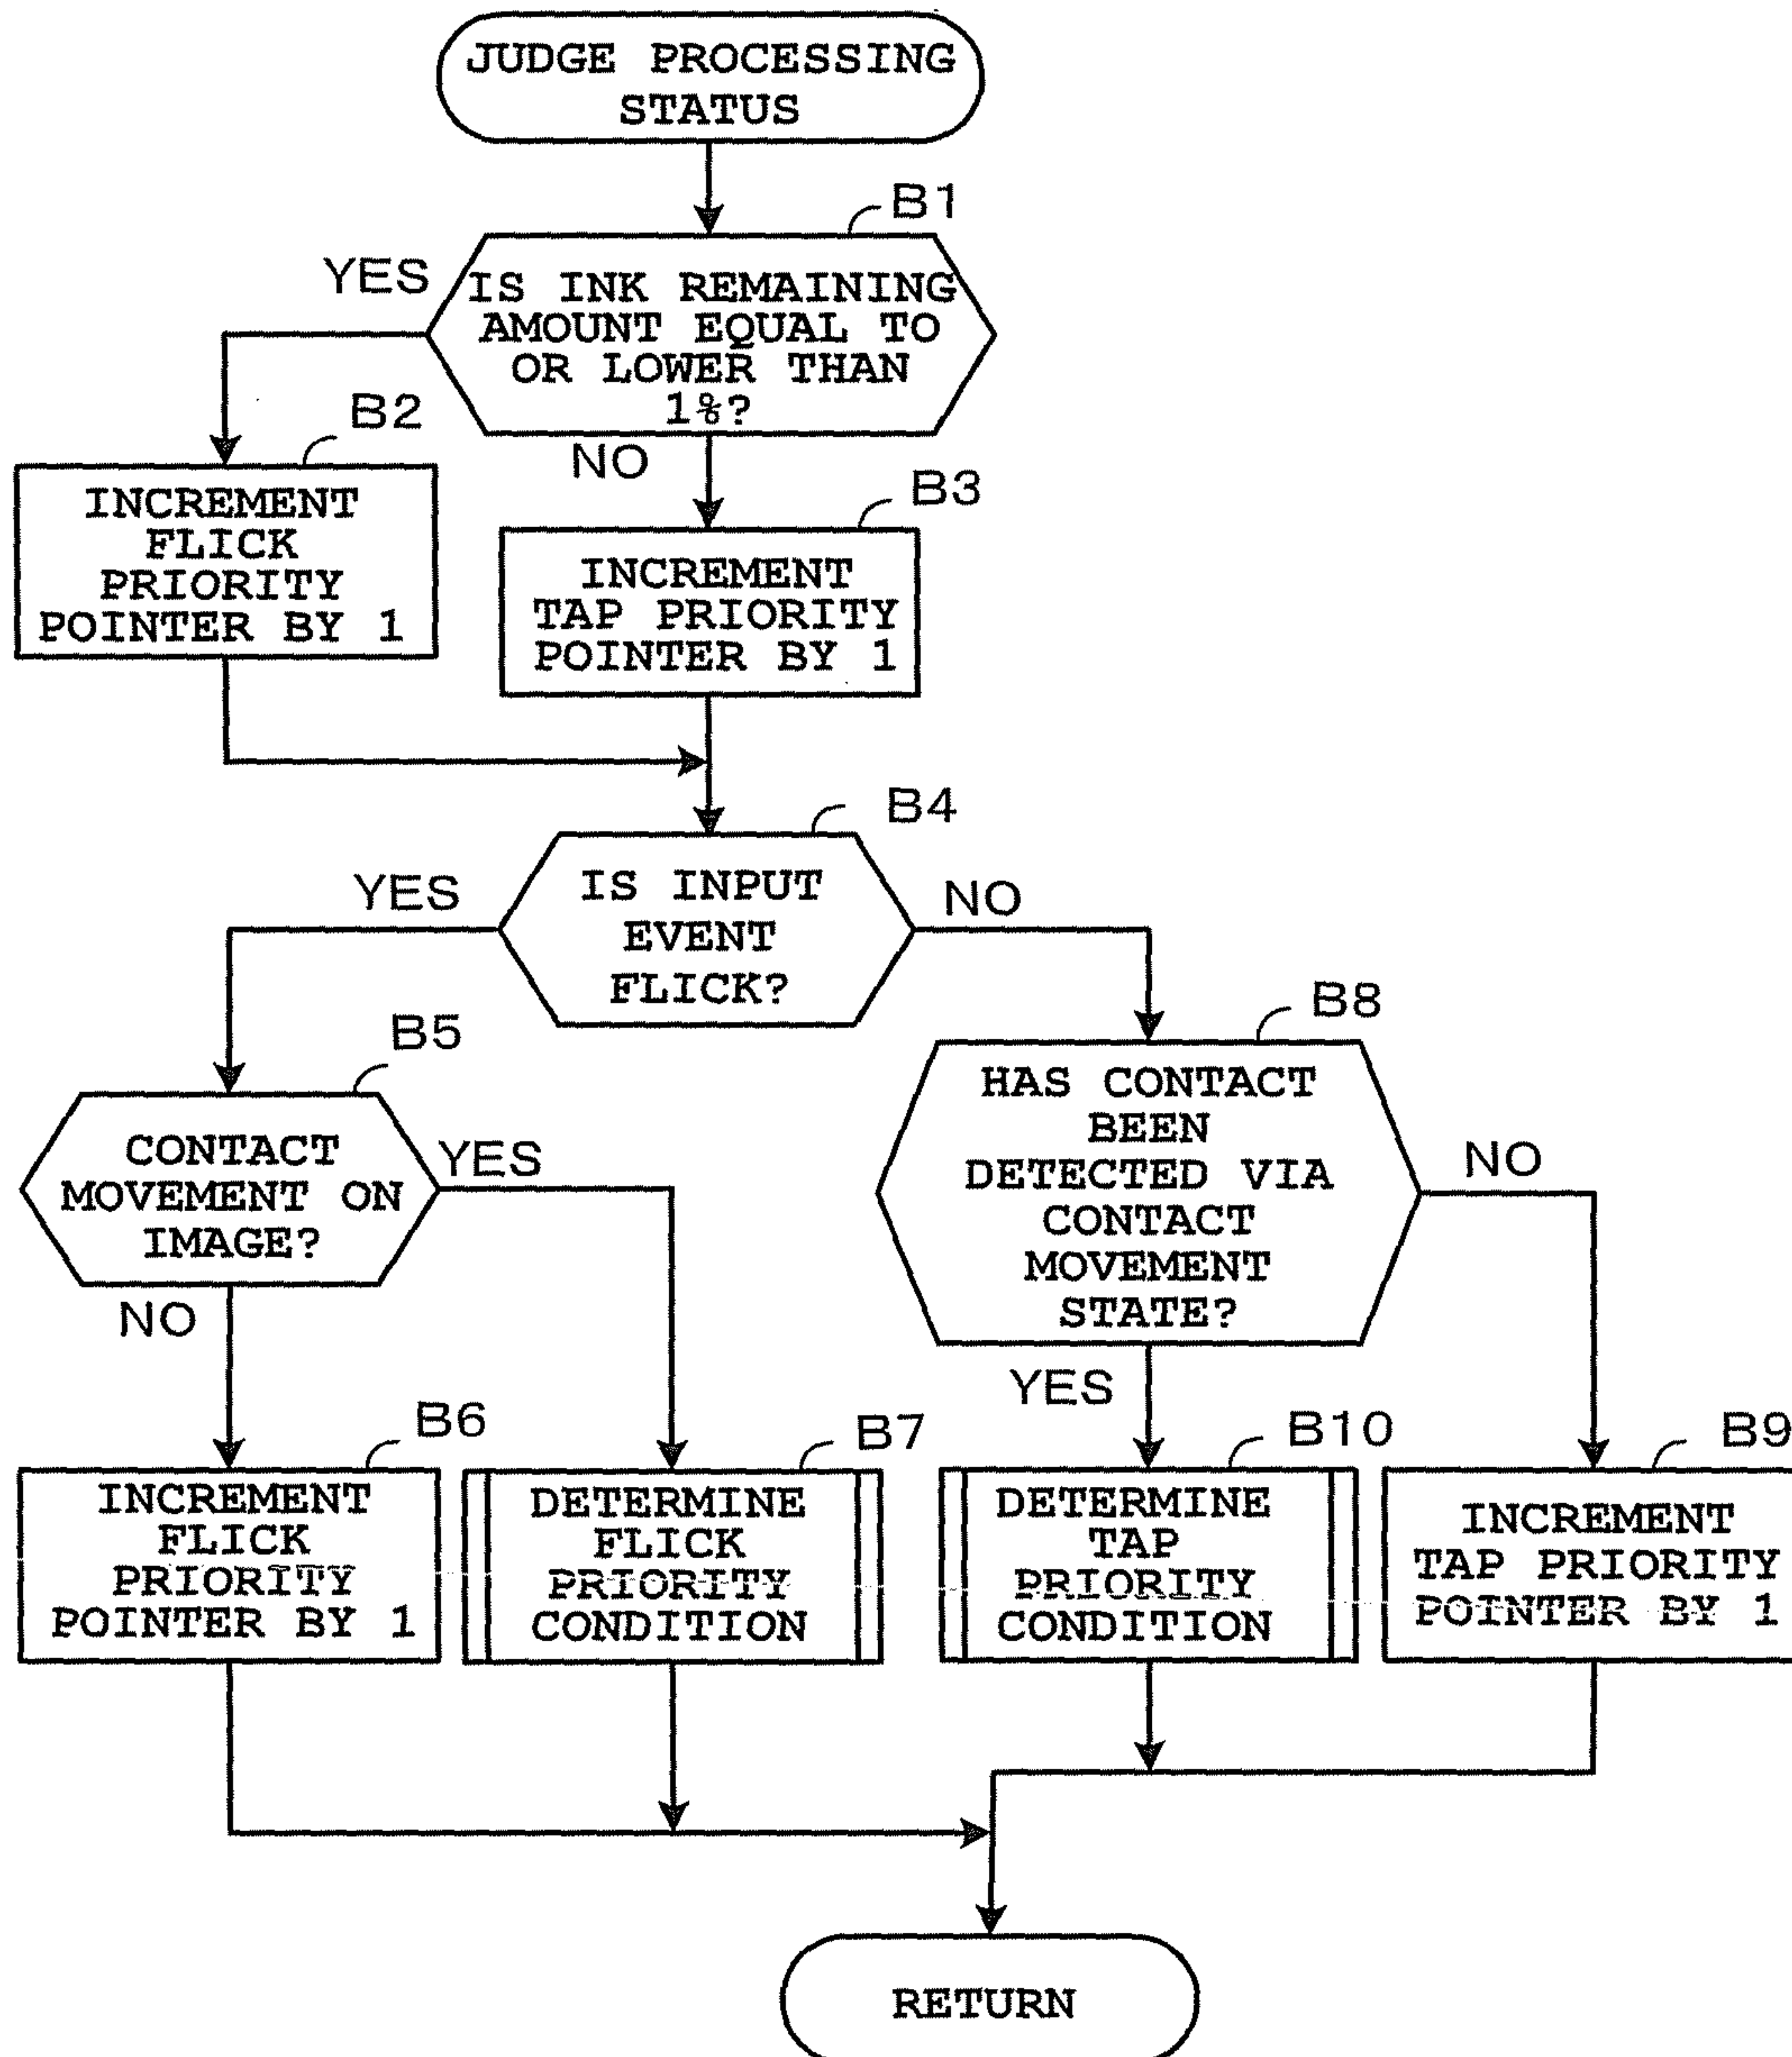 JUDGE PROCESSING
STATUS
B1
YES
IS INK REMAINING
AMOUNT EQUAL TO
OR LOWER THAN
1%?
B2
NO
INCREMENT
FLICK
PRIORITY
POINTER BY 1
B3
INCREMENT
TAP PRIORITY
POINTER BY 1
B4
YES
IS INPUT
EVENT
FLICK?
NO
B5
CONTACT
MOVEMENT ON
IMAGE?
YES
NO
B8
HAS CONTACT
BEEN
DETECTED VIA
CONTACT
MOVEMENT
STATE?
NO
YES
B6
INCREMENT
FLICK
PRIORITY
POINTER BY 1
B7
DETERMINE
FLICK
PRIORITY
CONDITION
B10
DETERMINE
TAP
PRIORITY
CONDITION
B9
INCREMENT
TAP PRIORITY
POINTER BY 1
RETURN